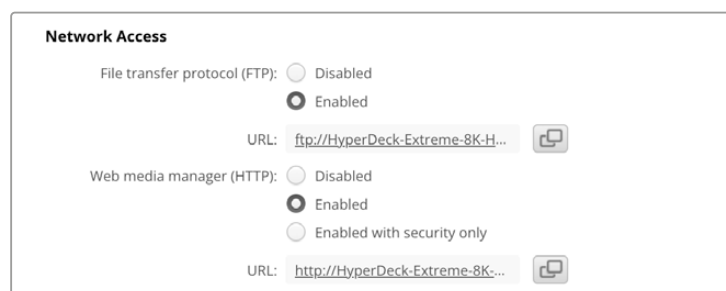 Network Access
File transfer protocol (FTP): Disabled
Enabled
URL: ftp://HyperDeck-Extreme-8K-H...
Web media manager (HTTP): Disabled
Enabled
Enabled with security only
URL: http://HyperDeck-Extreme-8K-...